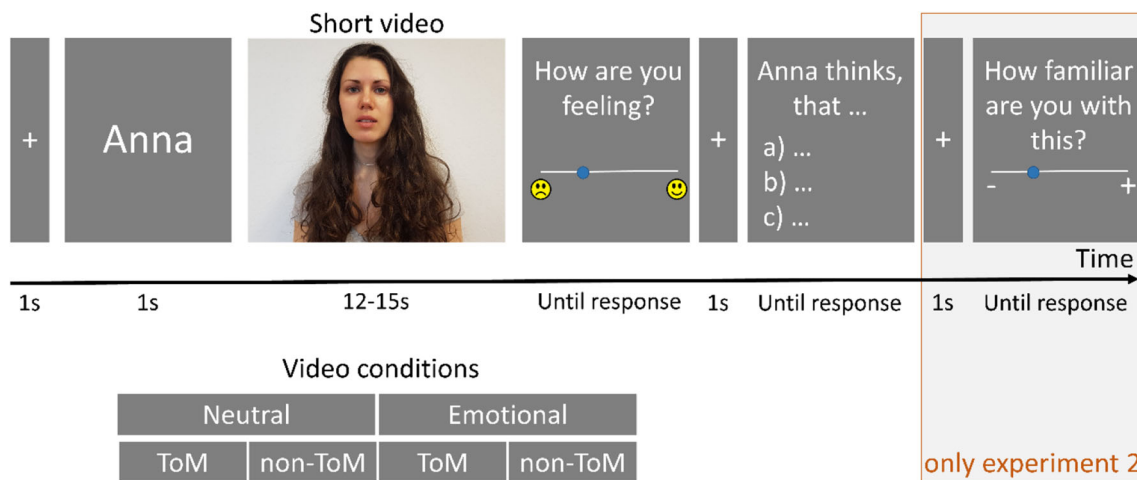 Short video
+
Anna
How are you
feeling?
+
Anna thinks,
that ...
a) ...
b) ...
c) ...
+
How familiar
are you with
this?
- +
Time
1s 1s 12-15s Until response 1s Until response 1s Until response
Video conditions
Neutral Emotional
ToM non-ToM ToM non-ToM
only experiment 2